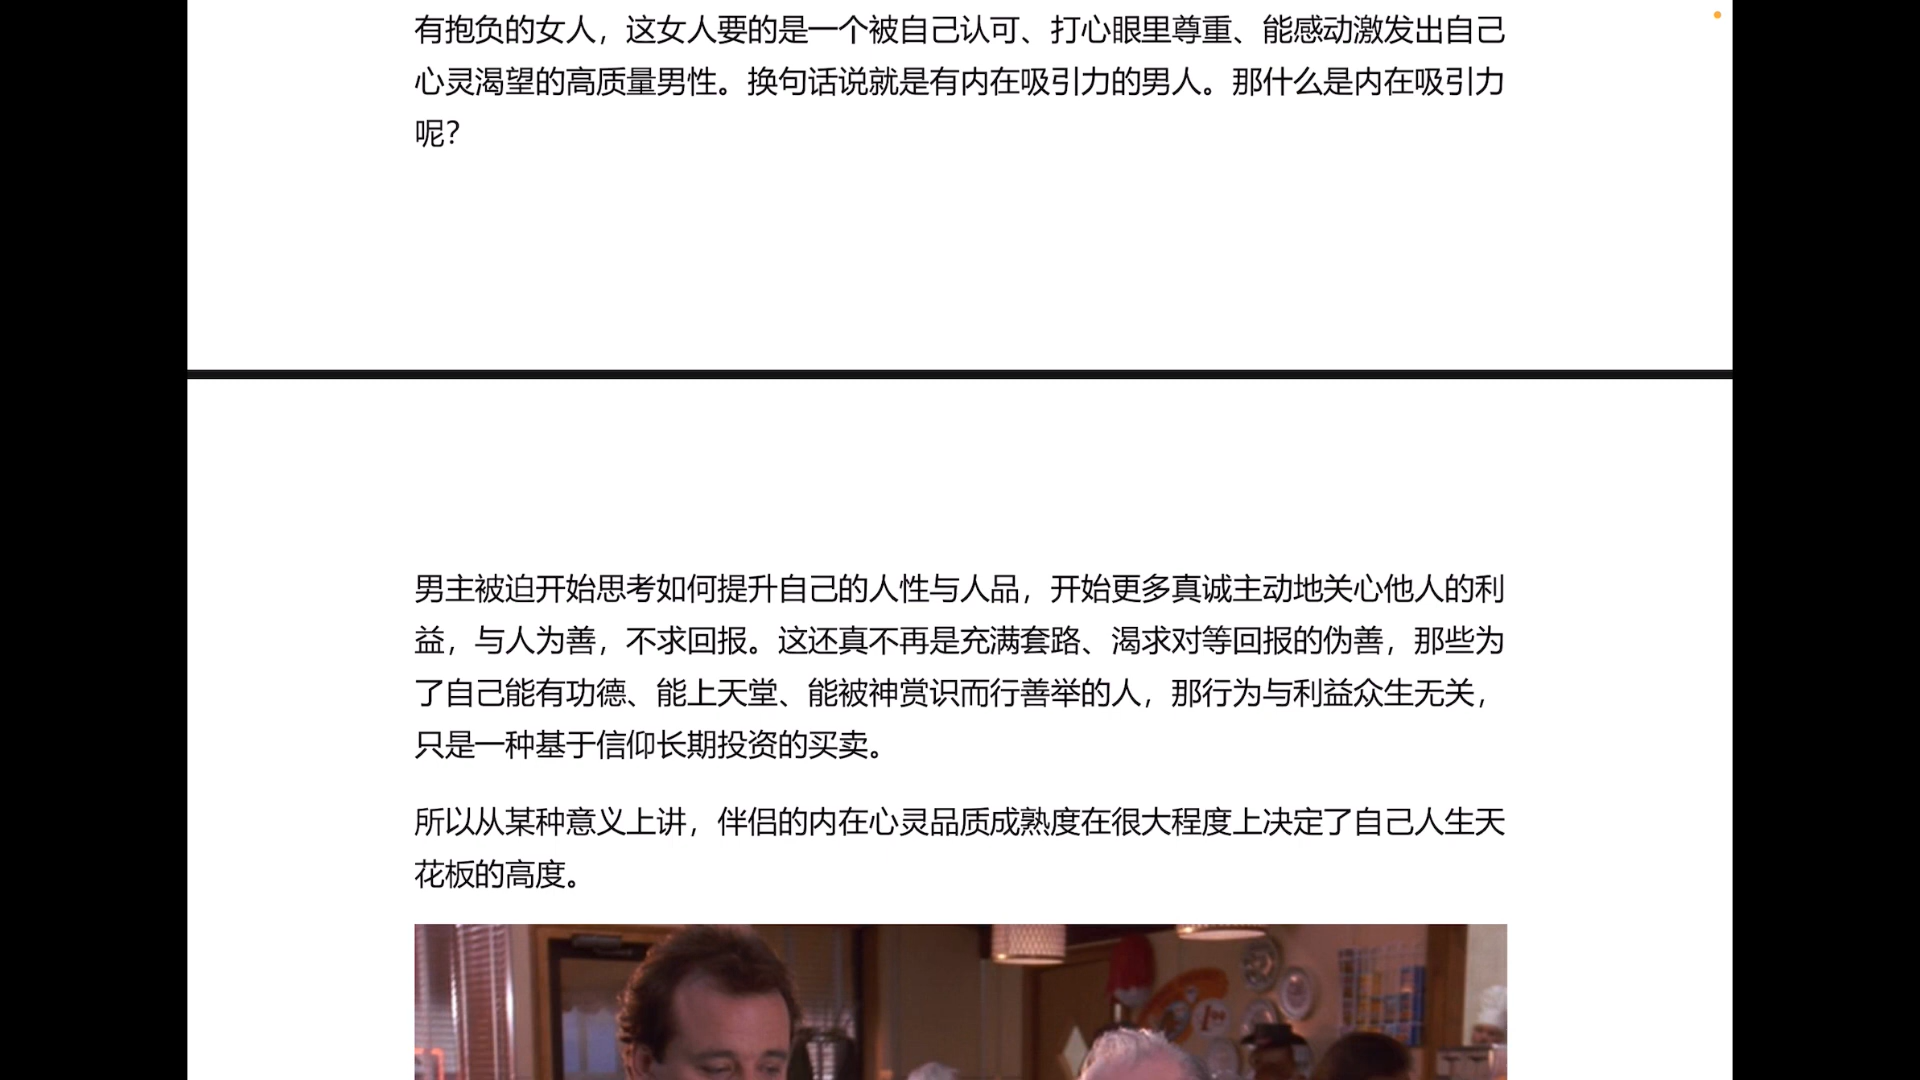 有抱负的女人，这女人要的是一个被自己认可、打心眼里尊重、能感动激发出自己
心灵渴望的高质量男性。换句话说就是有内在吸引力的男人。那什么是内在吸引力
呢？
男主被迫开始思考如何提升自己的人性与人品，开始更多真诚主动地关心他人的利
益，与人为善，不求回报。这还真不再是充满套路、渴求对等回报的伪善，那些为
了自己能有功德、能上天堂、能被神赏识而行善举的人，那行为与利益众生无关，
只是一种基于信仰长期投资的买卖。
所以从某种意义上讲，伴侣的内在心灵品质成熟度在很大程度上决定了自己人生天
花板的高度。